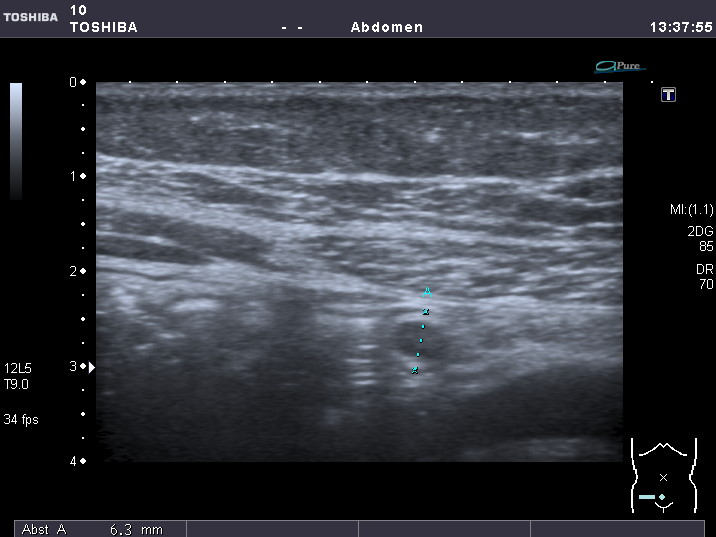 TOSHIBA
10
TOSHIBA - - Abdomen 13:37:55
Pure
T
0
1
2
3
4
MI:(1.1)
2DG
85
DR
70
12L5
T9.0
34 fps
A
Abst A 6.3 mm